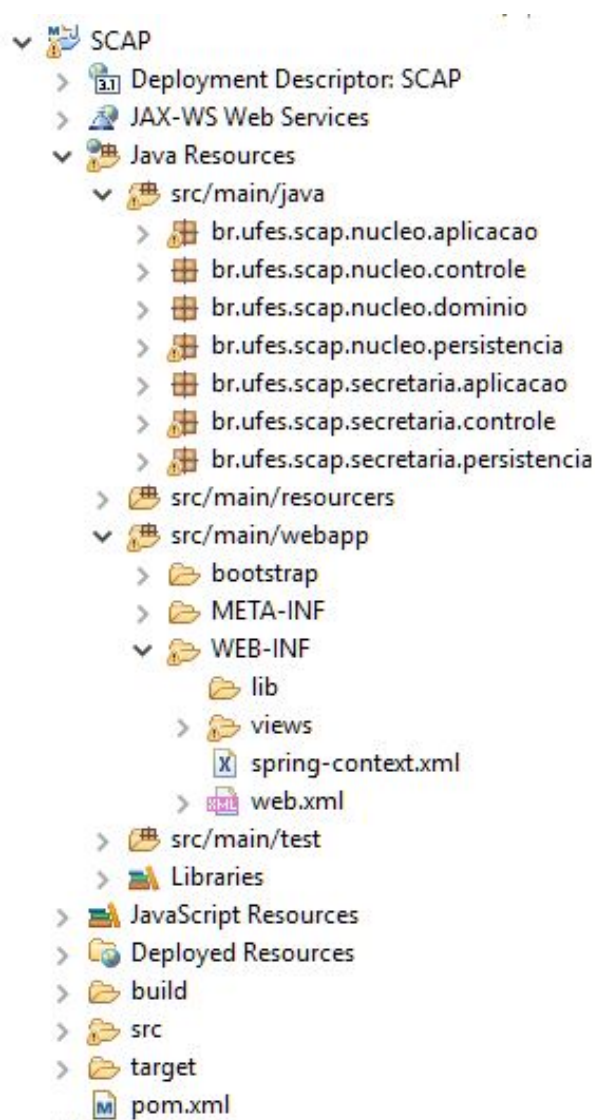 SCAP
Deployment Descriptor: SCAP
JAX-WS Web Services
Java Resources
src/main/java
br.ufes.scap.nucleo.aplicacao
br.ufes.scap.nucleo.controle
br.ufes.scap.nucleo.dominio
br.ufes.scap.nucleo.persistencia
br.ufes.scap.secretaria.aplicacao
br.ufes.scap.secretaria.controle
br.ufes.scap.secretaria.persistencia
src/main/resourcers
src/main/webapp
bootstrap
META-INF
WEB-INF
lib
views
spring-context.xml
web.xml
src/main/test
Libraries
JavaScript Resources
Deployed Resources
build
src
target
pom.xml